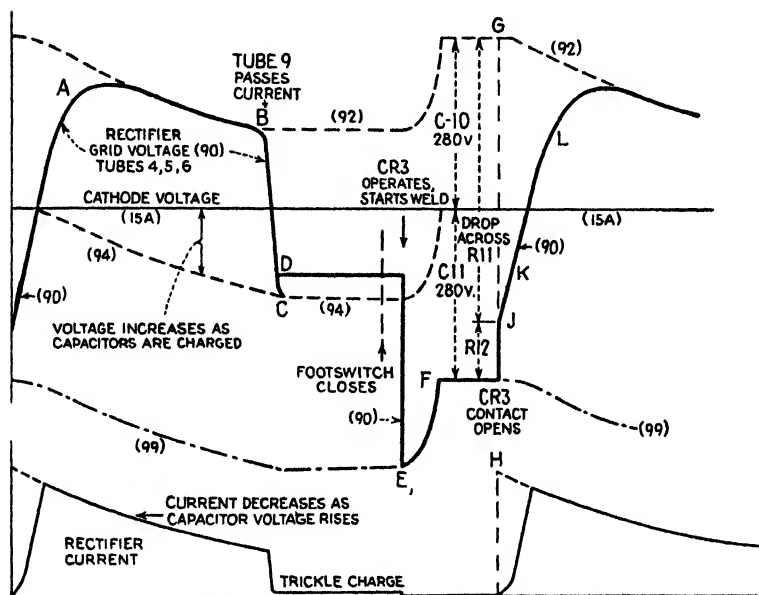 G
(92)
TUBE 9
PASSES
CURRENT
A
B
(92)
C-10
280V.
RECTIFIER
GRID VOLTAGE (90)
TUBES 4,5,6
CR3
OPERATES,
STARTS WELD
L
CATHODE VOLTAGE
(15A)
(15A)
DROP
ACROSS
R11
(94)
(90)
C11
280V.
D
K
(90)
C
(94)
J
VOLTAGE INCREASES AS
CAPACITORS ARE CHARGED
R12
FOOTSWITCH
CLOSES
F
CR3
CONTACT
OPENS
(90)
(99)
(99)
E,
H
CURRENT DECREASES AS
CAPACITOR VOLTAGE RISES
RECTIFIER
CURRENT
TRICKLE CHARGE